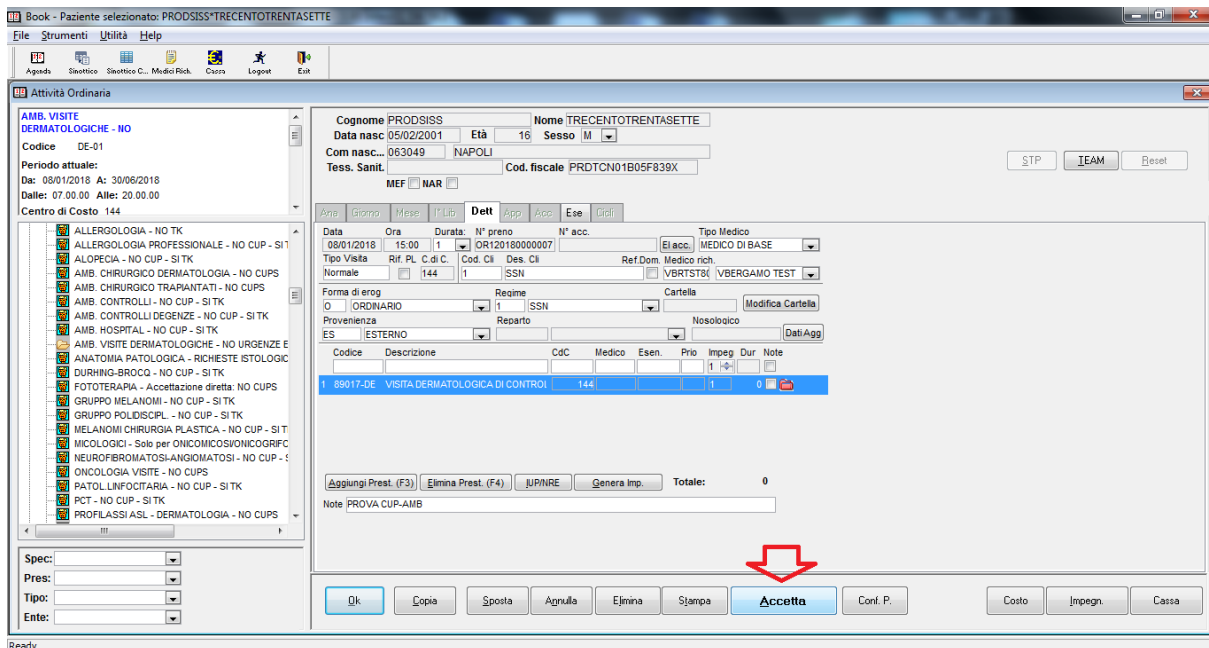 Book - Paziente selezionato: PRODSISS*TRECENTOTRENTASETTE
File Strumenti Utilità Help
Agenda Sinottico Sinottico C... Medici Rich. Cassa Logout Exit
Attività Ordinaria
AMB. VISITE
DERMATOLOGICHE - NO
Codice DE-01
Periodo attuale:
Da: 08/01/2018 A: 30/06/2018
Dalle: 07.00.00 Alle: 20.00.00
Centro di Costo 144
ALLERGOLOGIA - NO TK
ALLERGOLOGIA PROFESSIONALE - NO CUP - SI T
ALOPECIA - NO CUP - SI TK
AMB. CHIRURGICO DERMATOLOGIA - NO CUPS
AMB. CHIRURGICO TRAPIANTATI - NO CUPS
AMB. CONTROLLI - NO CUP - SI TK
AMB. CONTROLLI DEGENZE - NO CUP - SI TK
AMB. HOSPITAL - NO CUP - SI TK
AMB. VISITE DERMATOLOGICHE - NO URGENZE E
ANATOMIA PATOLOGICA - RICHIESTE ISTOLOGIC
DURHING-BROCQ - NO CUP - SI TK
FOTOTERAPIA - Accettazione diretta: NO CUPS
GRUPPO MELANOMI - NO CUP - SI TK
GRUPPO POLIDISCIPL. - NO CUP - SI TK
MELANOMI CHIRURGIA PLASTICA - NO CUP - SI T
MICOLOGICI - Solo per ONICOMICOSI/ONICOGRIFC
NEUROFIBROMATOSI-ANGIOMATOSI - NO CUP - S
ONCOLOGIA VISITE - NO CUPS
PATOL.LINFOCITARIA - NO CUP - SI TK
PCT - NO CUP - SI TK
PROFILASSI ASL - DERMATOLOGIA - NO CUPS
Spec:
Pres:
Tipo:
Ente:
Cognome PRODSISS Nome TRECENTOTRENTASETTE
Data nasc 05/02/2001 Età 16 Sesso M
Com nasc... 063049 NAPOLI
Tess. Sanit. Cod. fiscale PRDTCN01B05F839X
MEF NAR
STP TEAM Reset
Ana Giorno Mese I°Lib Dett App Acc Ese Cicli
Data Ora Durata: N° preno N° acc. Tipo Medico
08/01/2018 15:00 1 OR120180000007 El acc. MEDICO DI BASE
Tipo Visita Rif. PL C.di C. Cod. Cli Des. Cli Ref.Dom. Medico rich.
Normale 144 1 SSN VBRTST80 VBERGAMO TEST
Forma di erog Regime Cartella
O ORDINARIO 1 SSN Modifica Cartella
Provenienza Reparto Nosologico
ES ESTERNO Dati Agg
Codice Descrizione CdC Medico Esen. Prio Impeg Dur Note
1
1 89017-DE VISITA DERMATOLOGICA DI CONTROL 144 1 0
Aggiungi Prest. (F3) Elimina Prest. (F4) IUP/NRE Genera Imp. Totale: 0
Note PROVA CUP-AMB
Ok Copia Sposta Annulla Elimina Stampa Accetta Conf. P. Costo Impegn. Cassa
Ready